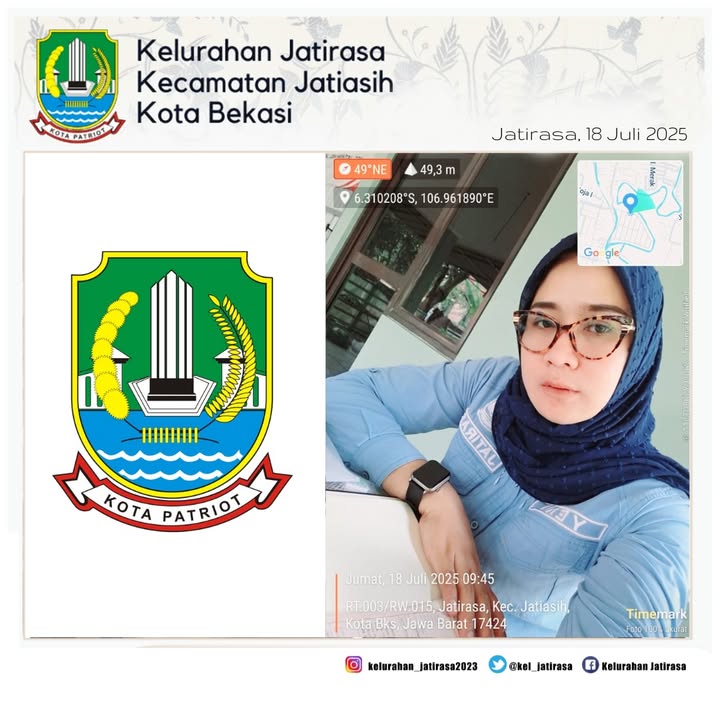 Kelurahan Jatirasa
Kecamatan Jatiasih
Kota Bekasi
KOTA PATRIOT
Jatirasa, 18 Juli 2025
49°NE
49,3 m
6.310208°S, 106.961890°E
Merak
Google
KOTA PATRIOT
JATIRA
Jumat, 18 Juli 2025 09:45
RT.003/RW.015, Jatirasa, Kec. Jatiasih,
Kota Bks, Jawa Barat 17424
Timemark
kelurahan_jatirasa2023
@kel_jatirasa
Kelurahan Jatirasa